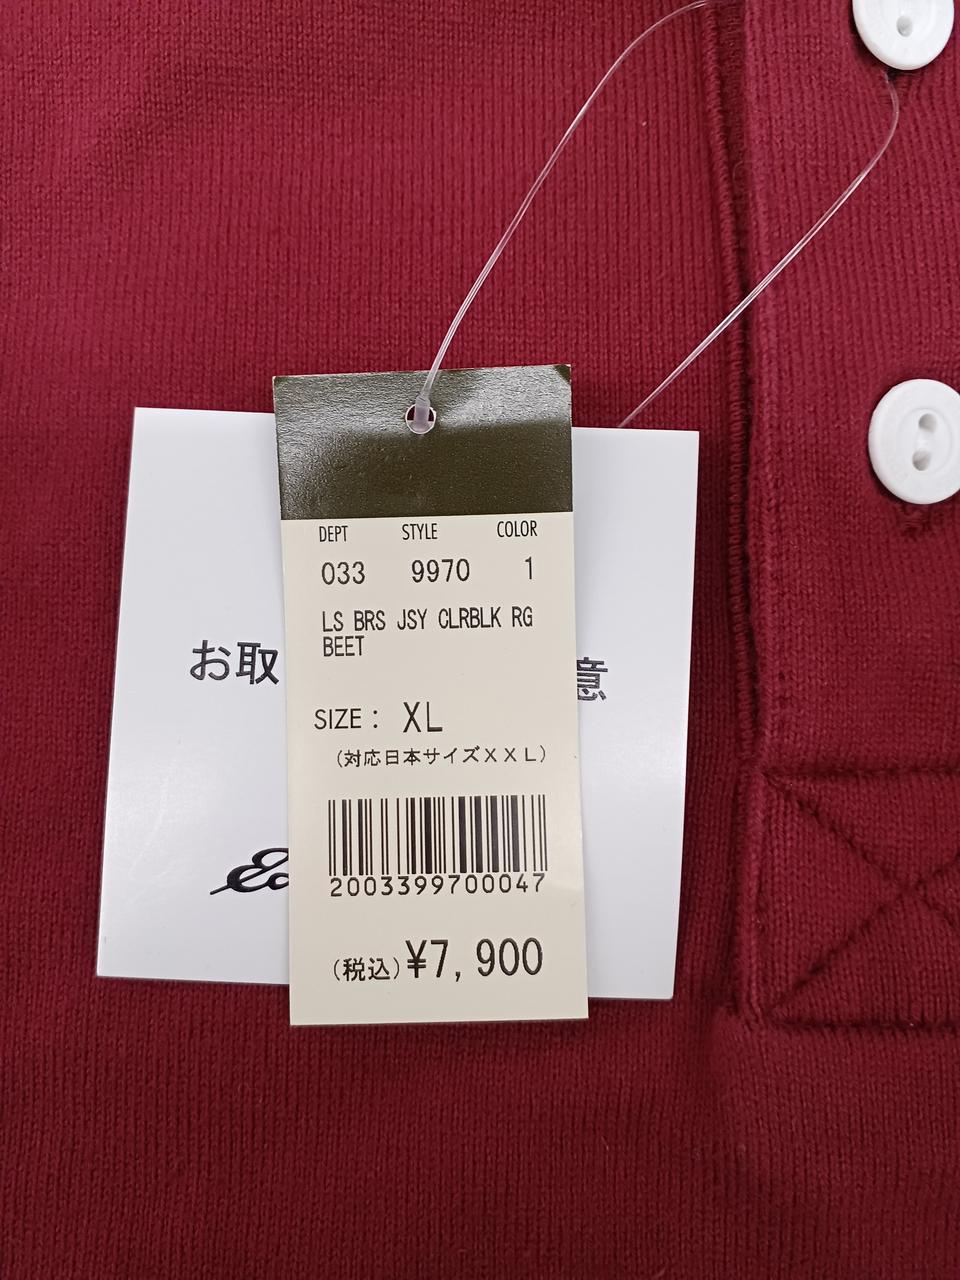 DEPT STYLE COLOR
033 9970 1
LS BRS JSY CLRBLK RG
BEET
SIZE： XL
（対応日本サイズＸＸＬ）
2003399700047
（税込）¥7,900
お取
意